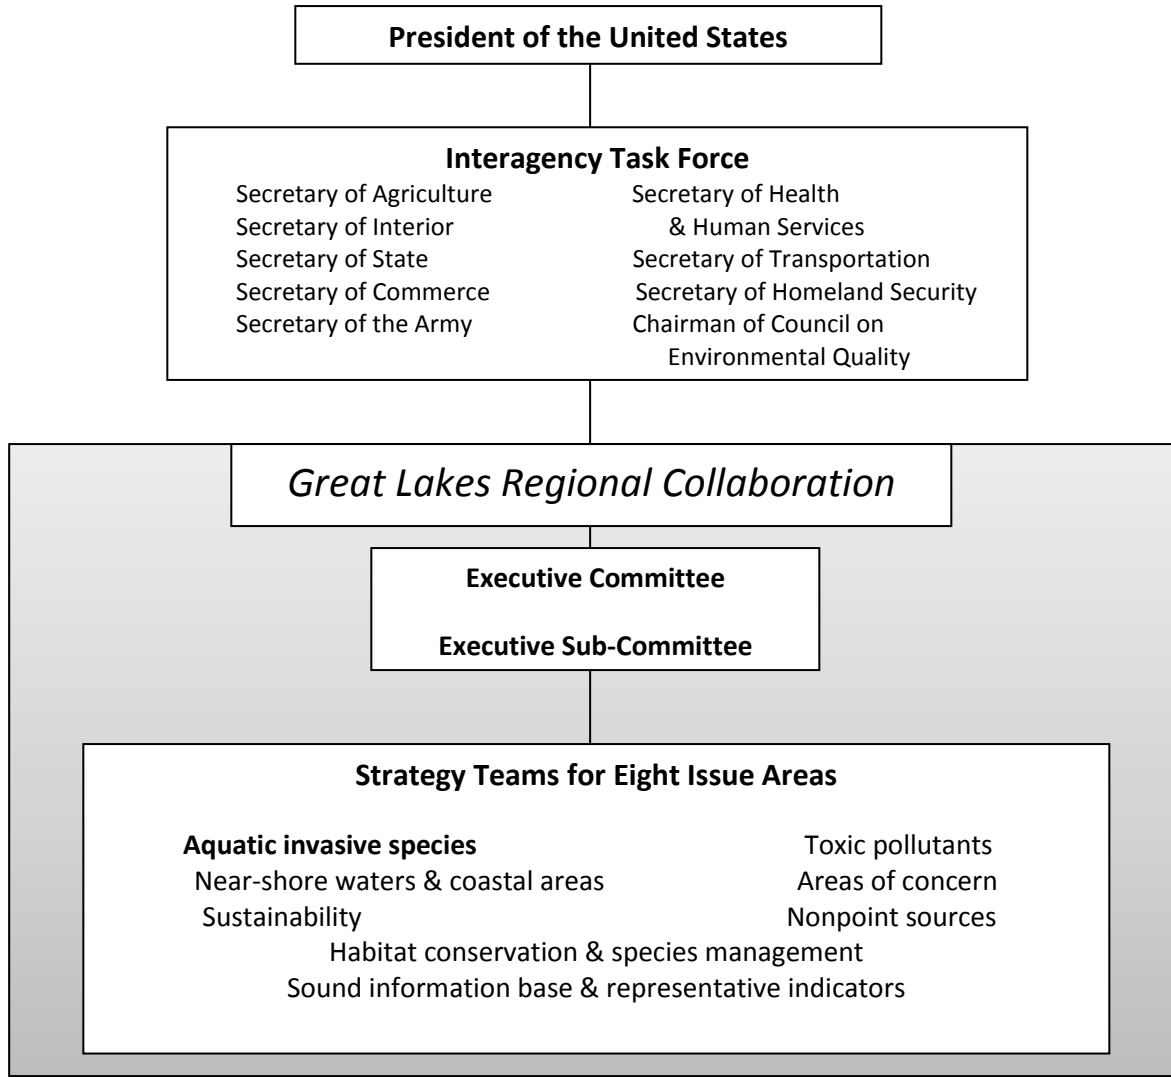 President of the United States
Interagency Task Force
Secretary of Agriculture
Secretary of Interior
Secretary of State
Secretary of Commerce
Secretary of the Army
Secretary of Health
& Human Services
Secretary of Transportation
Secretary of Homeland Security
Chairman of Council on
Environmental Quality
Great Lakes Regional Collaboration
Executive Committee
Executive Sub-Committee
Strategy Teams for Eight Issue Areas
Aquatic invasive species
Toxic pollutants
Near-shore waters & coastal areas
Areas of concern
Sustainability
Nonpoint sources
Habitat conservation & species management
Sound information base & representative indicators